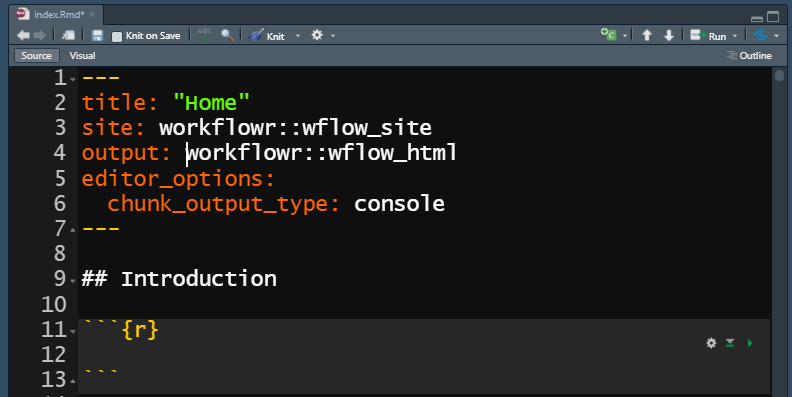 index.Rmd*
Knit on Save
ABC
Knit
Run
Source
Visual
Outline
1 ---
2 title: "Home"
3 site: workflowr::wflow_site
4 output: workflowr::wflow_html
5 editor_options:
6   chunk_output_type: console
7 ---
8
9 ## Introduction
10
11 ```{r}
12
13 ```